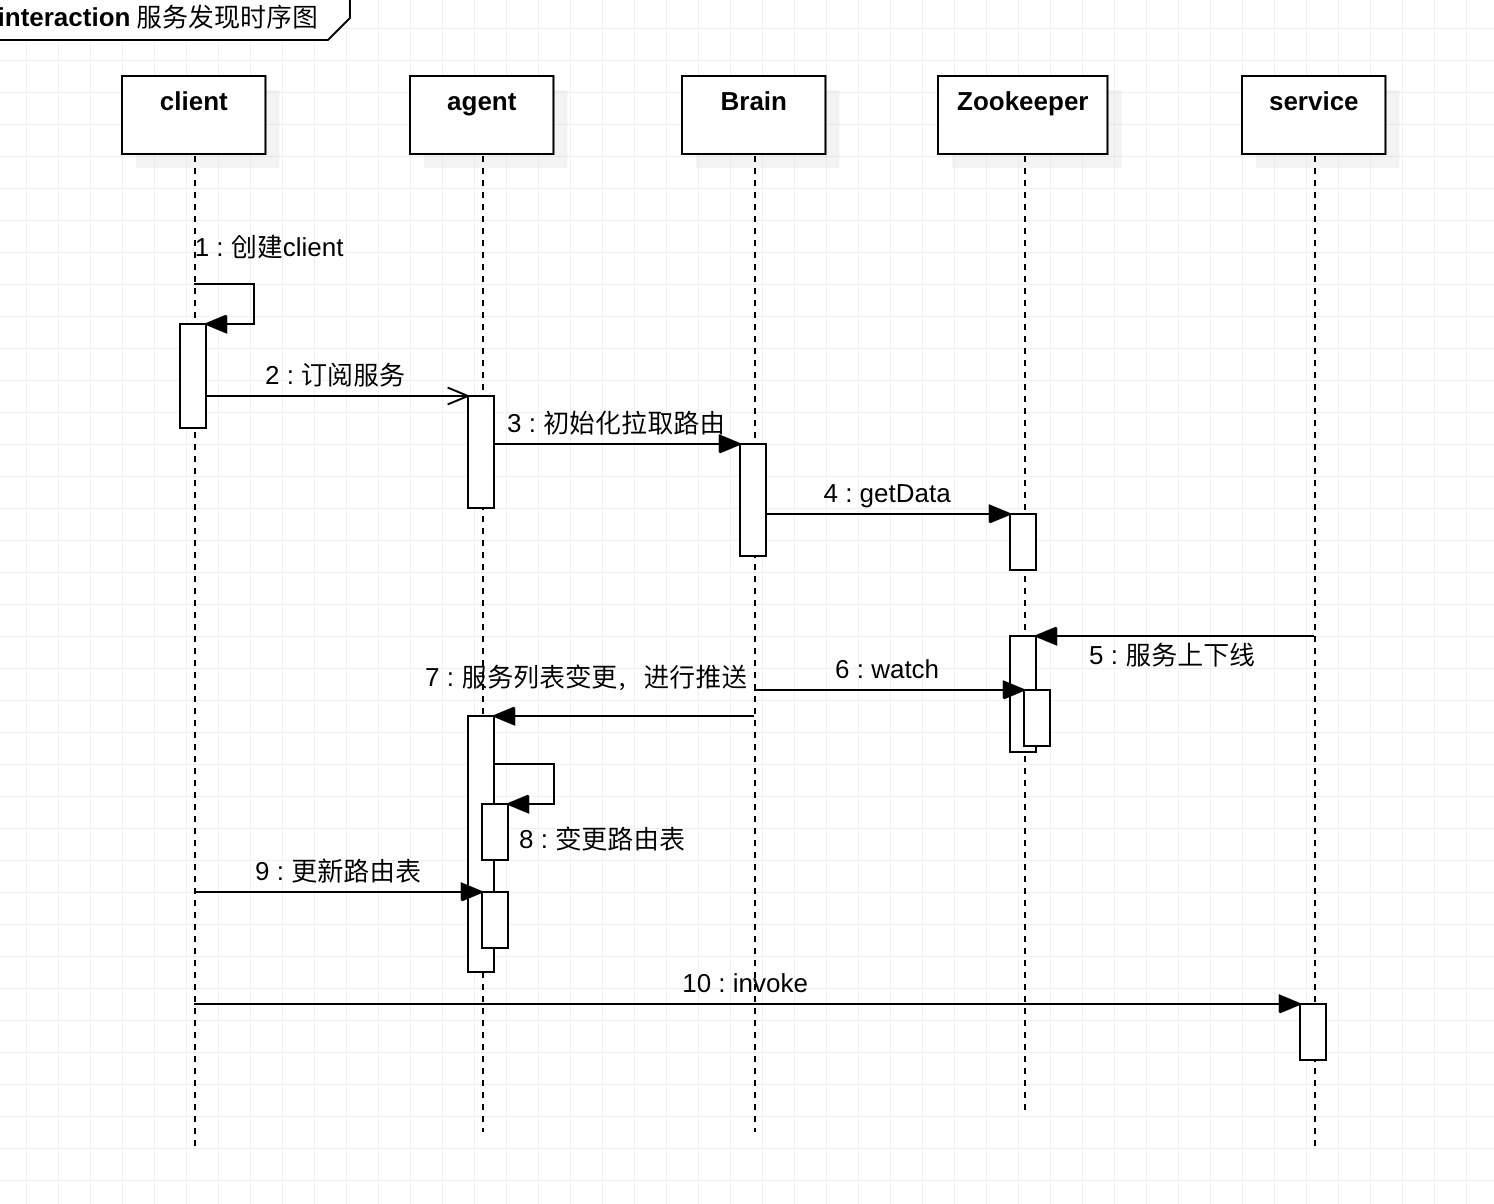 interaction 服务发现时序图
client
agent
Brain
Zookeeper
service
1 : 创建client
2 : 订阅服务
3 : 初始化拉取路由
4 : getData
5 : 服务上下线
6 : watch
7 : 服务列表变更，进行推送
8 : 变更路由表
9 : 更新路由表
10 : invoke